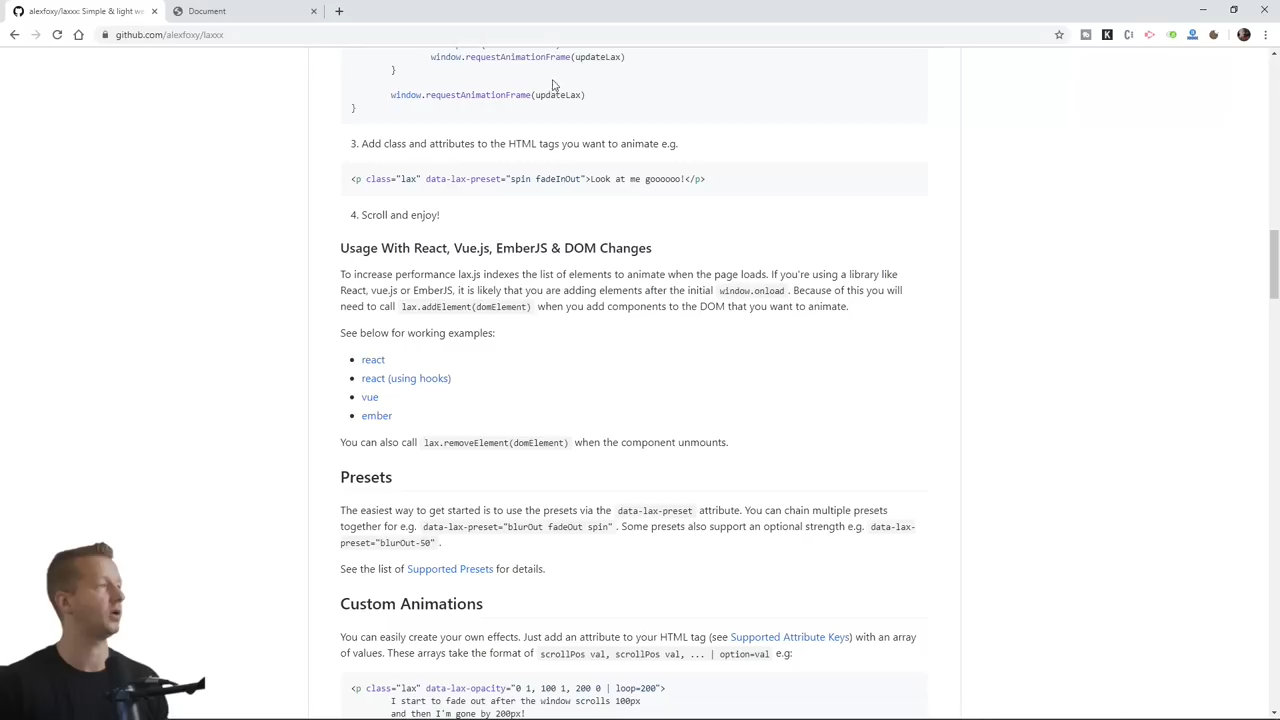 alexfoxy/laxxx: Simple & light we
Document
github.com/alexfoxy/laxxx
window.requestAnimationFrame(updateLax)
}
window.requestAnimationFrame(updateLax)
}
3. Add class and attributes to the HTML tags you want to animate e.g.
<p class="lax" data-lax-preset="spin fadeInOut">Look at me goooooo!</p>
4. Scroll and enjoy!
Usage With React, Vue.js, EmberJS & DOM Changes
To increase performance lax.js indexes the list of elements to animate when the page loads. If you're using a library like
React, vue.js or EmberJS, it is likely that you are adding elements after the initial window.onload . Because of this you will
need to call lax.addElement(domElement) when you add components to the DOM that you want to animate.
See below for working examples:
react
react (using hooks)
vue
ember
You can also call lax.removeElement(domElement) when the component unmounts.
Presets
The easiest way to get started is to use the presets via the data-lax-preset attribute. You can chain multiple presets
together for e.g. data-lax-preset="blurOut fadeOut spin" . Some presets also support an optional strength e.g. data-lax-
preset="blurOut-50" .
See the list of Supported Presets for details.
Custom Animations
You can easily create your own effects. Just add an attribute to your HTML tag (see Supported Attribute Keys) with an array
of values. These arrays take the format of scrollPos val, scrollPos val, ... | option=val e.g:
<p class="lax" data-lax-opacity="0 1, 100 1, 200 0 | loop=200">
I start to fade out after the window scrolls 100px
and then I'm gone by 200px!